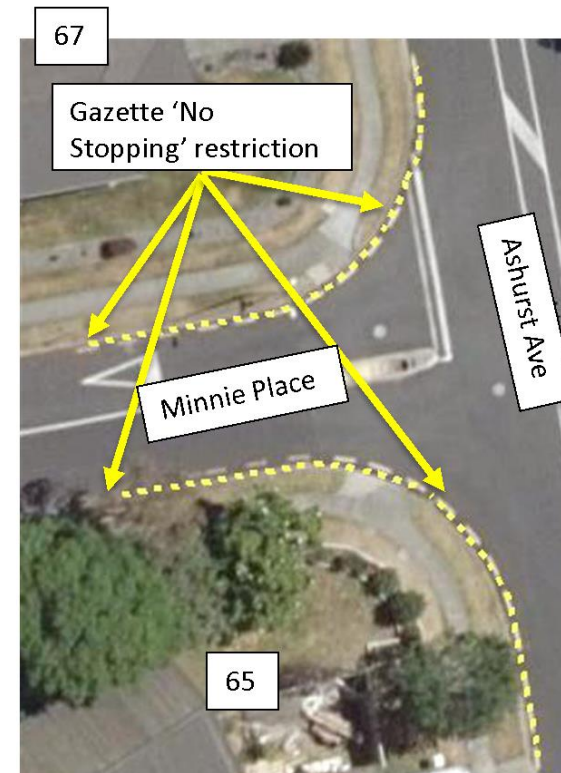 67
Gazette ‘No
Stopping’ restriction
Ashurst Ave
Minnie Place
65